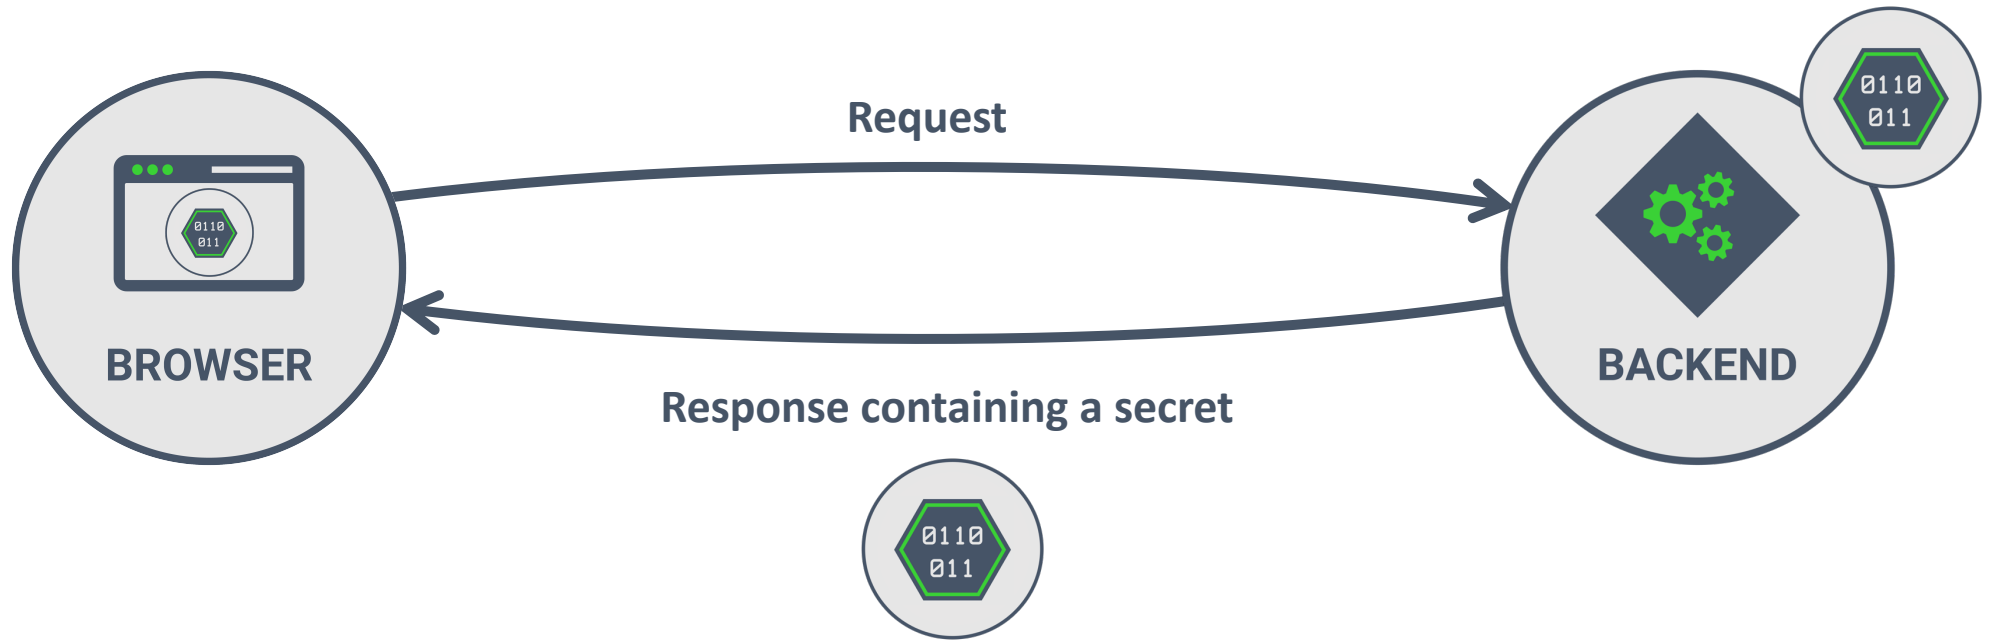 0110
011
Request
0110
011
BROWSER
BACKEND
Response containing a secret
0110
011